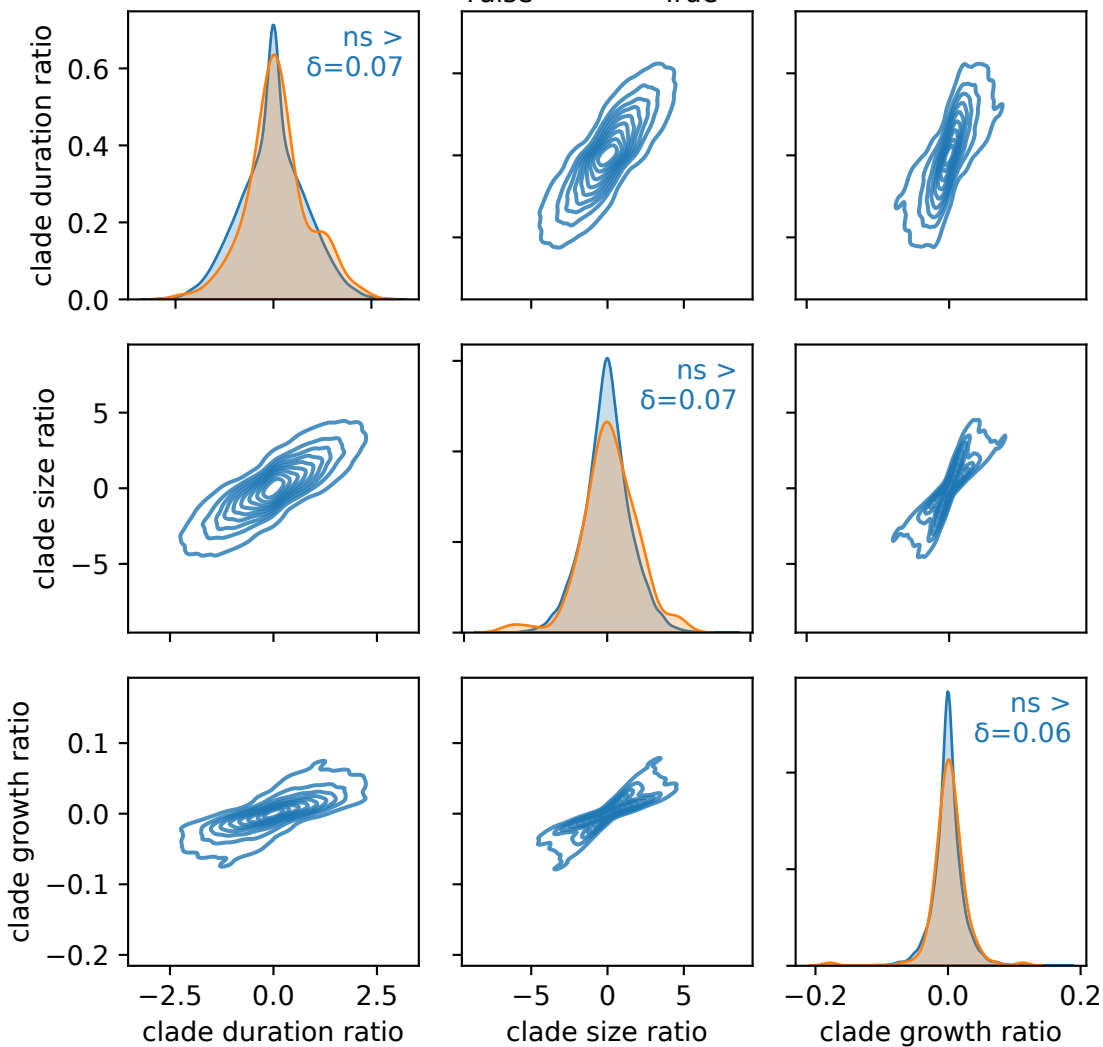 clade duration ratio
0.6
0.4
0.2
0.0
ns >
δ=0.07
clade size ratio
5
0
−5
ns >
δ=0.07
clade growth ratio
0.1
0.0
−0.1
−0.2
ns >
δ=0.06
−2.5 0.0 2.5
−5 0 5
−0.2 0.0 0.2
clade duration ratio
clade size ratio
clade growth ratio